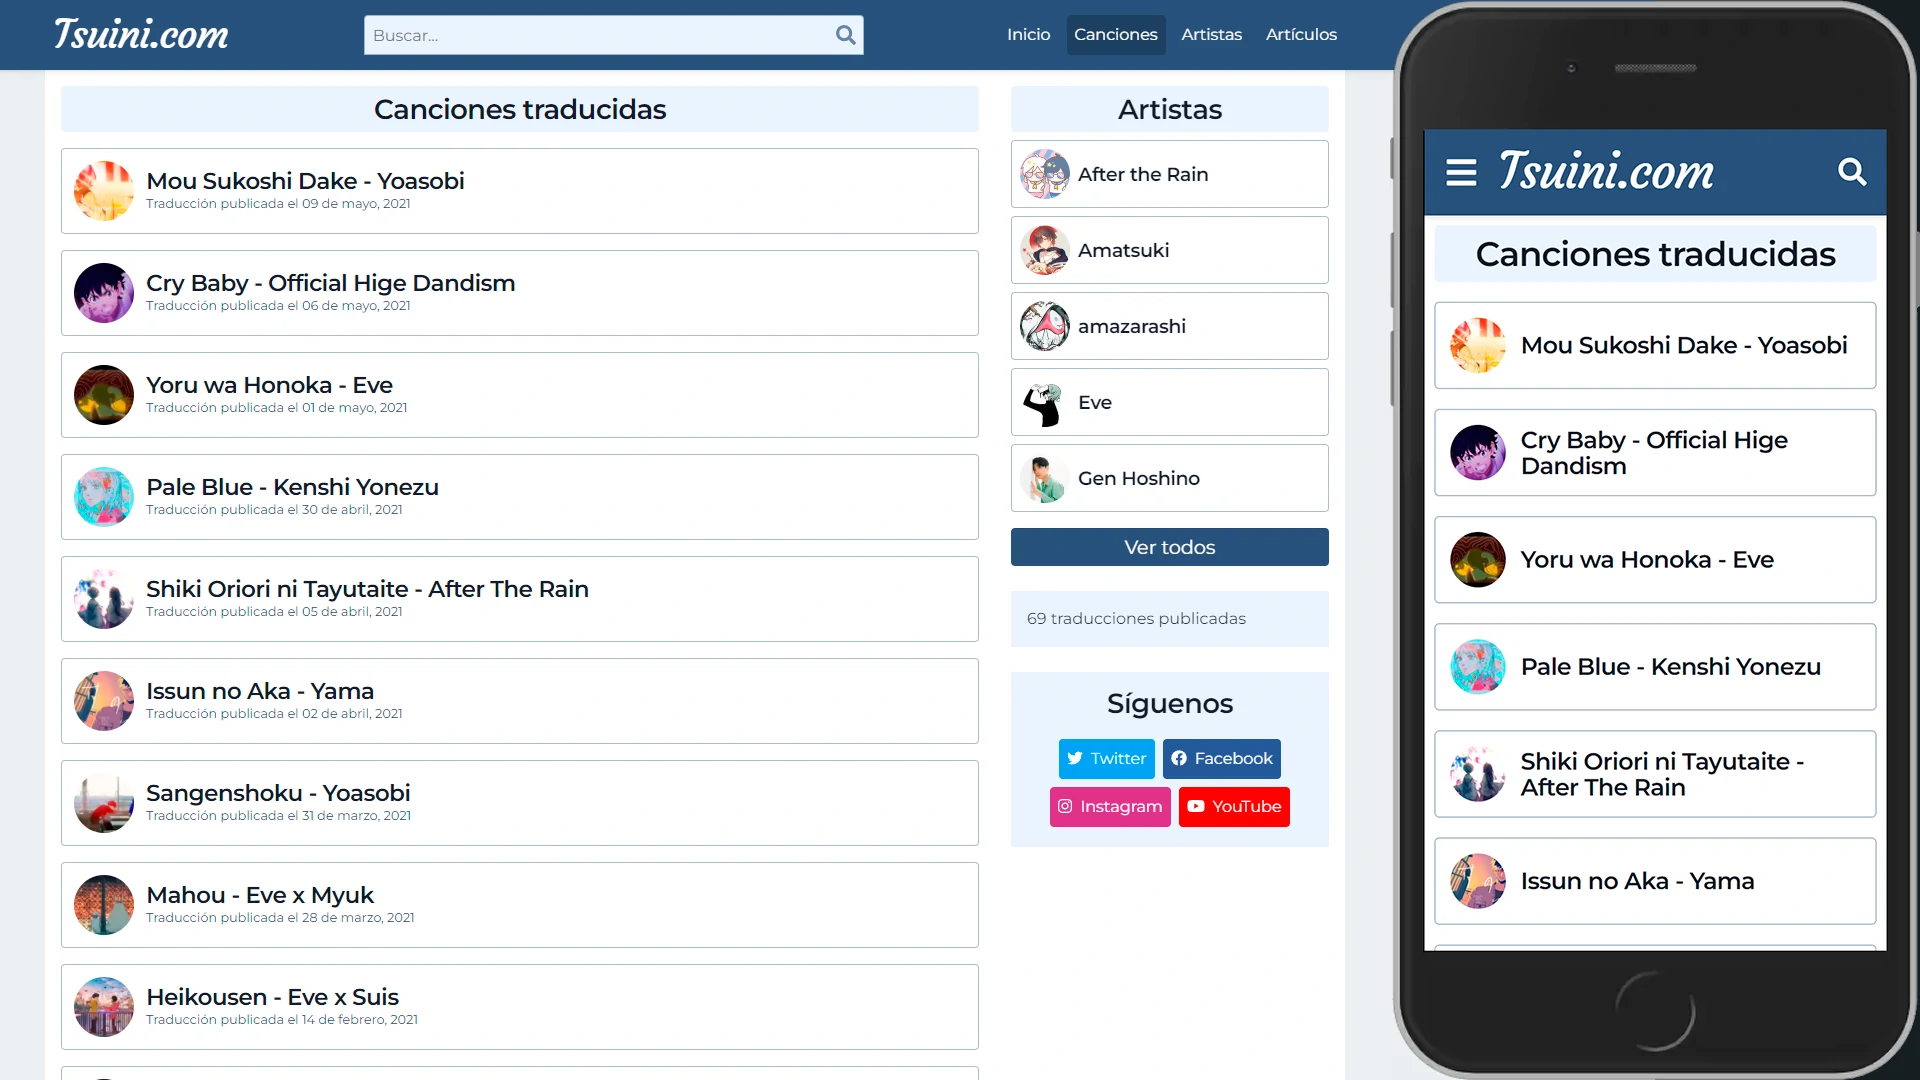 Tsuini.com
Buscar...
Inicio
Canciones
Artistas
Artículos
Canciones traducidas
Mou Sukoshi Dake - Yoasobi
Traducción publicada el 09 de mayo, 2021
Cry Baby - Official Hige Dandism
Traducción publicada el 06 de mayo, 2021
Yoru wa Honoka - Eve
Traducción publicada el 01 de mayo, 2021
Pale Blue - Kenshi Yonezu
Traducción publicada el 30 de abril, 2021
Shiki Oriori ni Tayutaite - After The Rain
Traducción publicada el 05 de abril, 2021
Issun no Aka - Yama
Traducción publicada el 02 de abril, 2021
Sangenshoku - Yoasobi
Traducción publicada el 31 de marzo, 2021
Mahou - Eve x Myuk
Traducción publicada el 28 de marzo, 2021
Heikousen - Eve x Suis
Traducción publicada el 14 de febrero, 2021
Artistas
After the Rain
Amatsuki
amazarashi
Eve
Gen Hoshino
Ver todos
69 traducciones publicadas
Síguenos
Twitter
Facebook
Instagram
YouTube
Tsuini.com
Canciones traducidas
Mou Sukoshi Dake - Yoasobi
Cry Baby - Official Hige
Dandism
Yoru wa Honoka - Eve
Pale Blue - Kenshi Yonezu
Shiki Oriori ni Tayutaite -
After The Rain
Issun no Aka - Yama